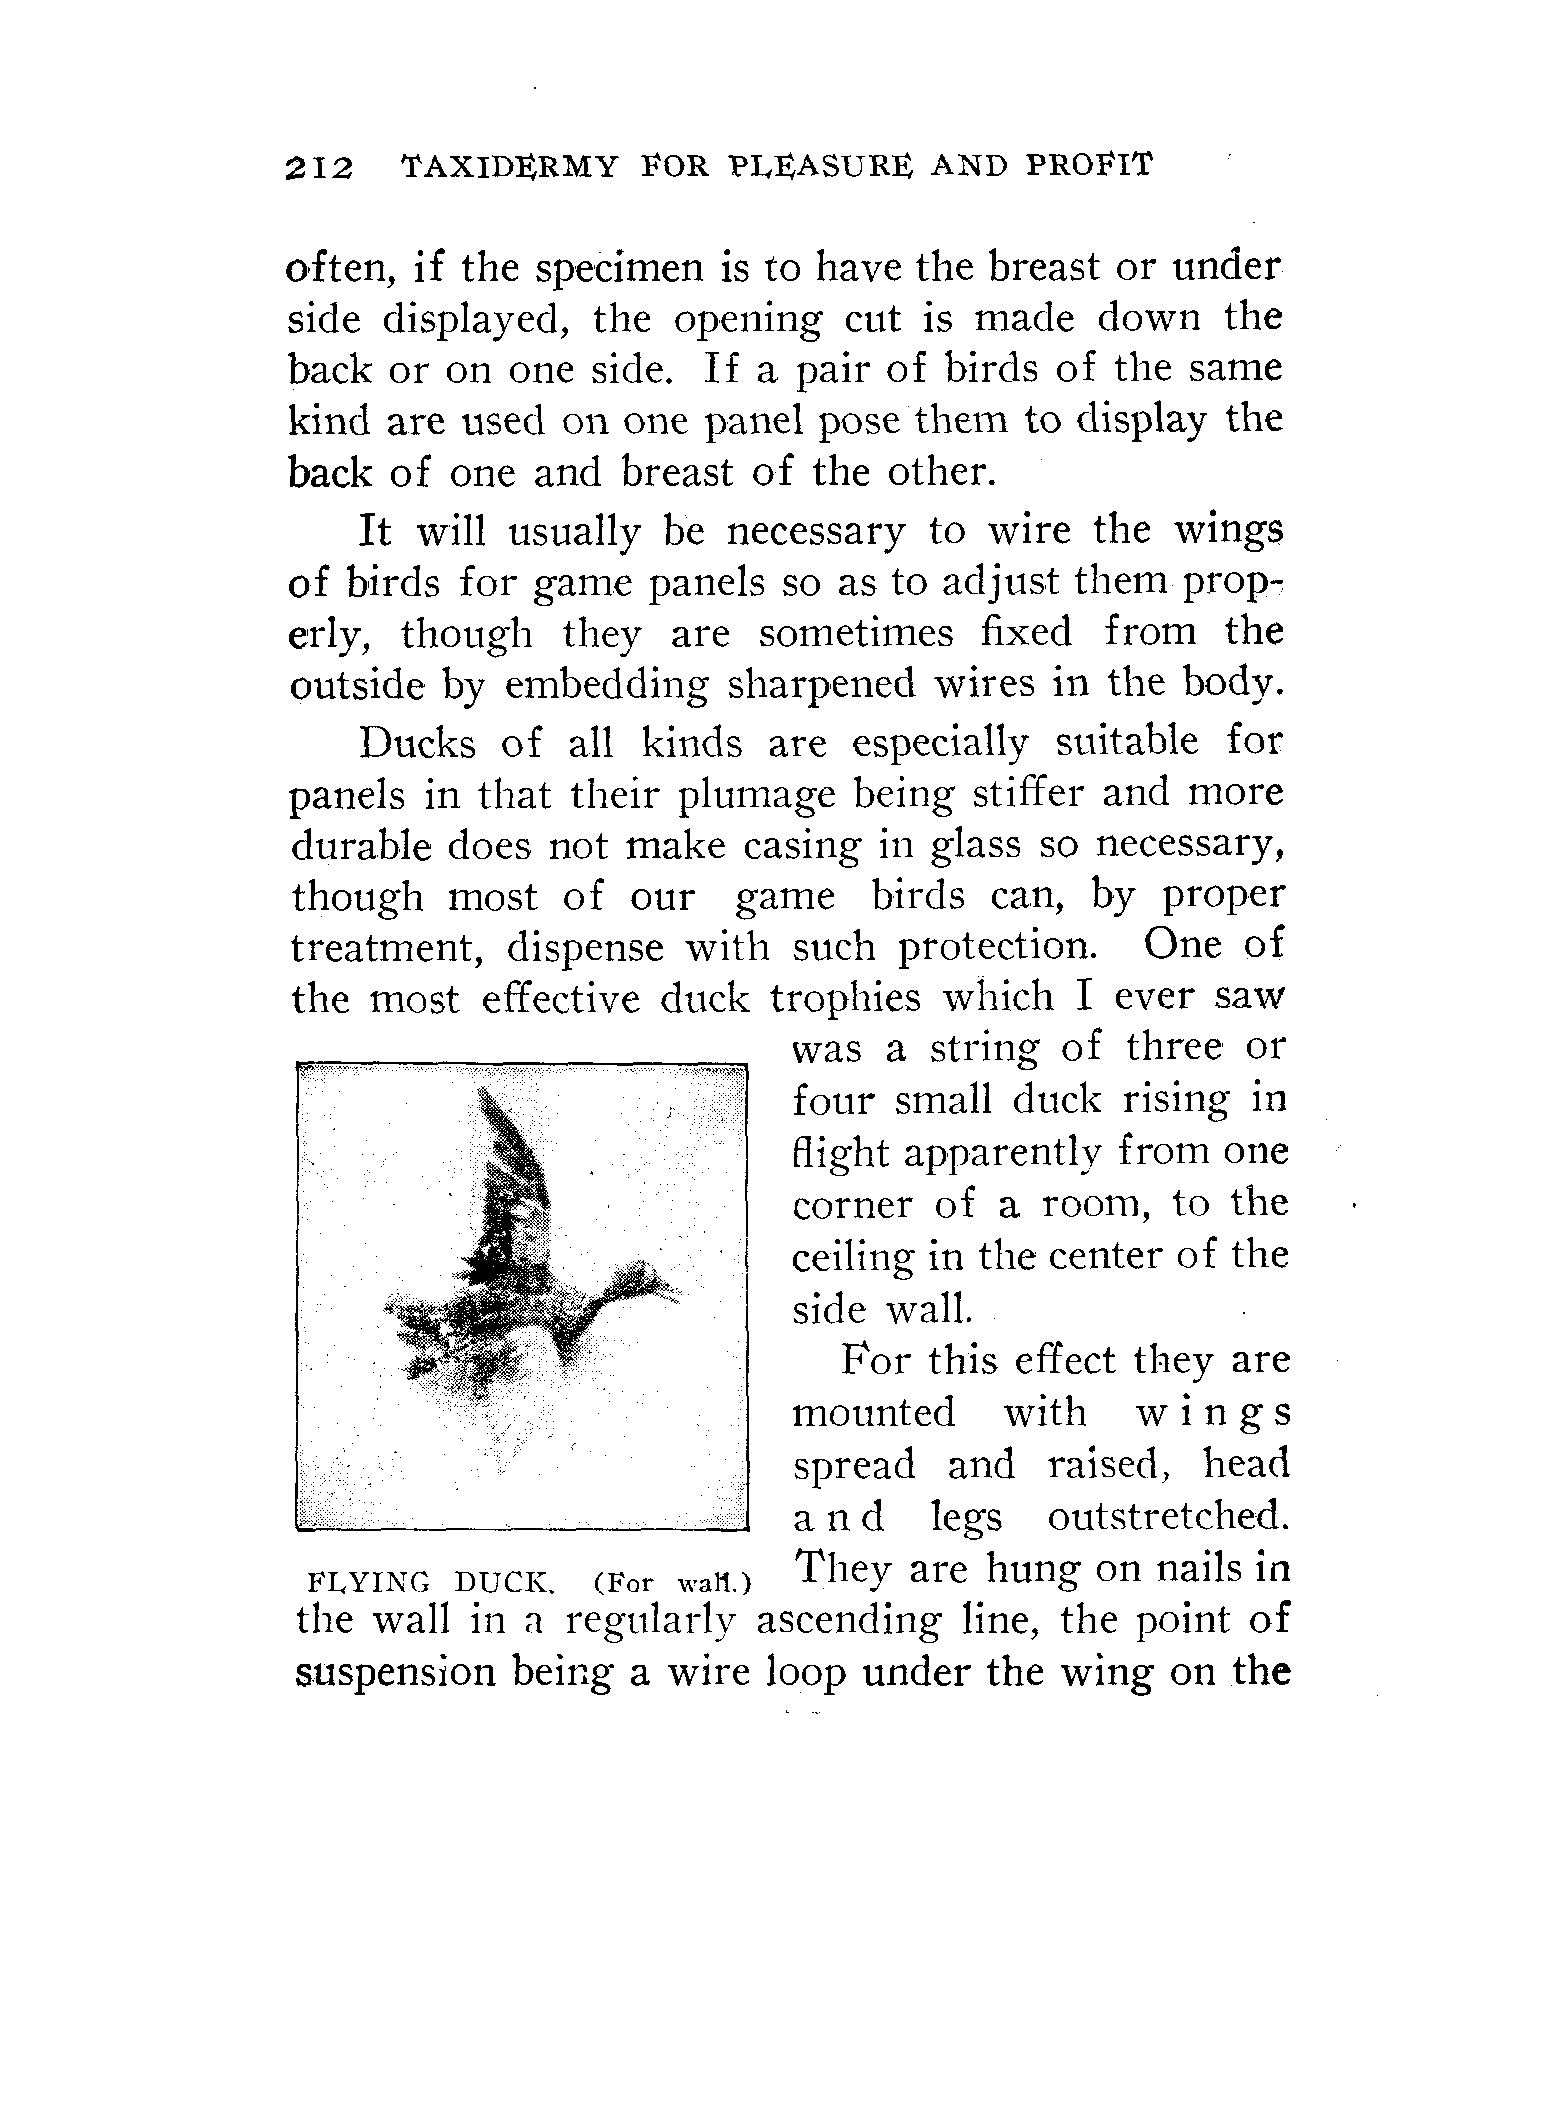 212 TAXIDERMY FOR PLEASURE AND PROFIT
often, if the specimen is to have the breast or under
side displayed, the opening cut is made down the
back or on one side. If a pair of birds of the same
kind are used on one panel pose them to display the
back of one and breast of the other.
It will usually be necessary to wire the wings
of birds for game panels so as to adjust them prop-
erly, though they are sometimes fixed from the
outside by embedding sharpened wires in the body.
Ducks of all kinds are especially suitable for
panels in that their plumage being stiffer and more
durable does not make casing in glass so necessary,
though most of our game birds can, by proper
treatment, dispense with such protection. One of
the most effective duck trophies which I ever saw
was a string of three or
four small duck rising in
flight apparently from one
corner of a room, to the
ceiling in the center of the
side wall.
For this effect they are
mounted with wings
spread and raised, head
and legs outstretched.
They are hung on nails in
FLYING DUCK. (For wall.)
the wall in a regularly ascending line, the point of
suspension being a wire loop under the wing on the